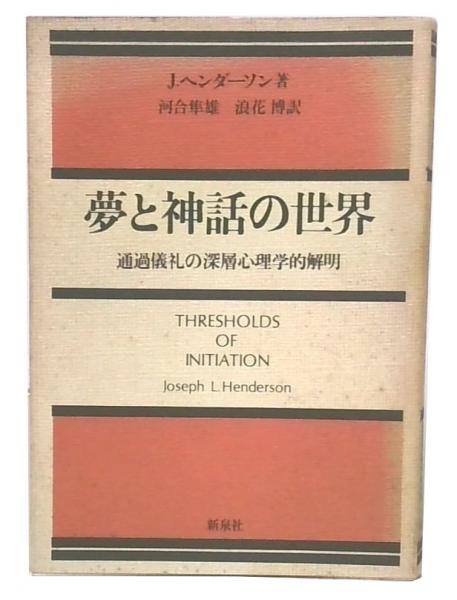 J.ヘンダーソン著
河合隼雄 浪花 博訳
夢と神話の世界
通過儀礼の深層心理学的解明
THRESHOLDS
OF
INITIATION
Joseph L.Henderson
新泉社